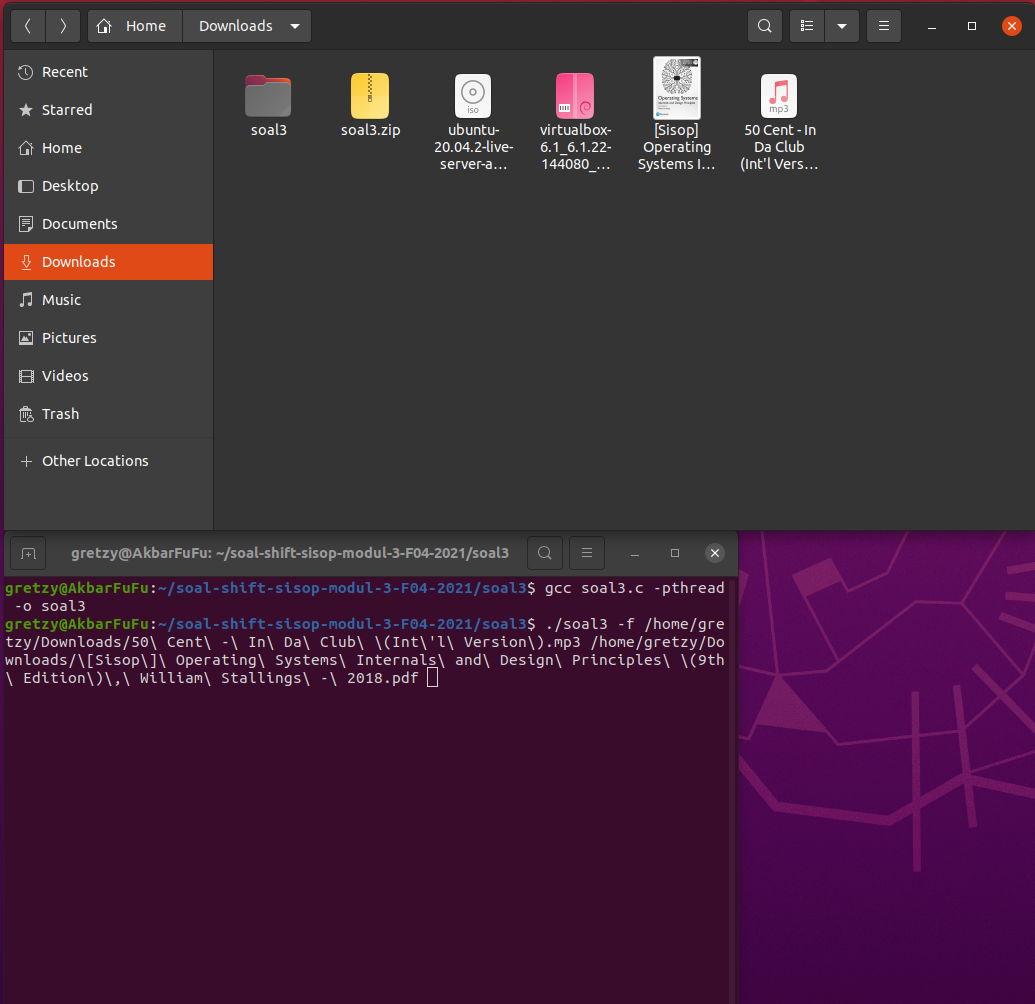 Home
Downloads
Recent
Starred
Home
Desktop
Documents
Downloads
Music
Pictures
Videos
Trash
Other Locations
soal3
soal3.zip
iso
ubuntu-
20.04.2-live-
server-a…
virtualbox-
6.1_6.1.22-
144080_…
Operating Systems
[Sisop]
Operating
Systems I…
mp3
50 Cent - In
Da Club
(Int'l Vers…
gretzy@AkbarFuFu: ~/soal-shift-sisop-modul-3-F04-2021/soal3
gretzy@AkbarFuFu:~/soal-shift-sisop-modul-3-F04-2021/soal3$ gcc soal3.c -pthread
 -o soal3
gretzy@AkbarFuFu:~/soal-shift-sisop-modul-3-F04-2021/soal3$ ./soal3 -f /home/gre
tzy/Downloads/50\ Cent\ -\ In\ Da\ Club\ \(Int\'l\ Version\).mp3 /home/gretzy/Do
wnloads/\[Sisop\]\ Operating\ Systems\ Internals\ and\ Design\ Principles\ \(9th
\ Edition\)\,\ William\ Stallings\ -\ 2018.pdf